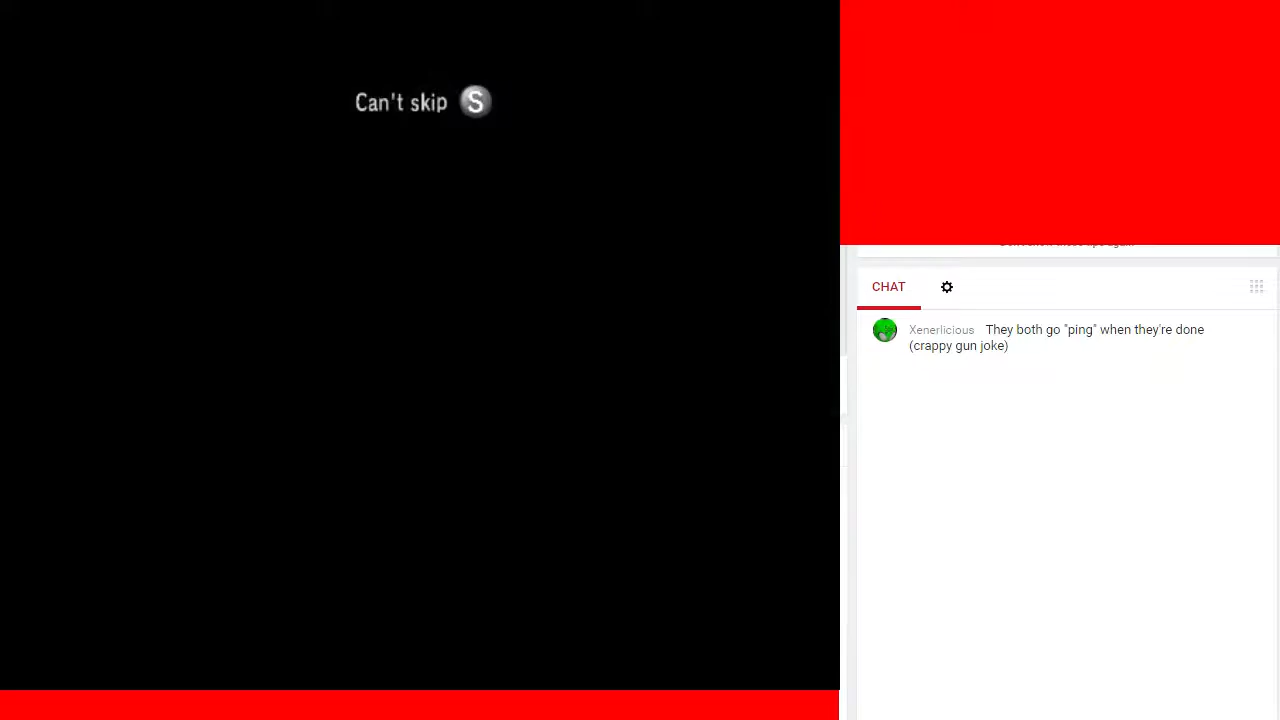 Can't skip S
CHAT
Xenerlicious They both go "ping" when they're done
(crappy gun joke)